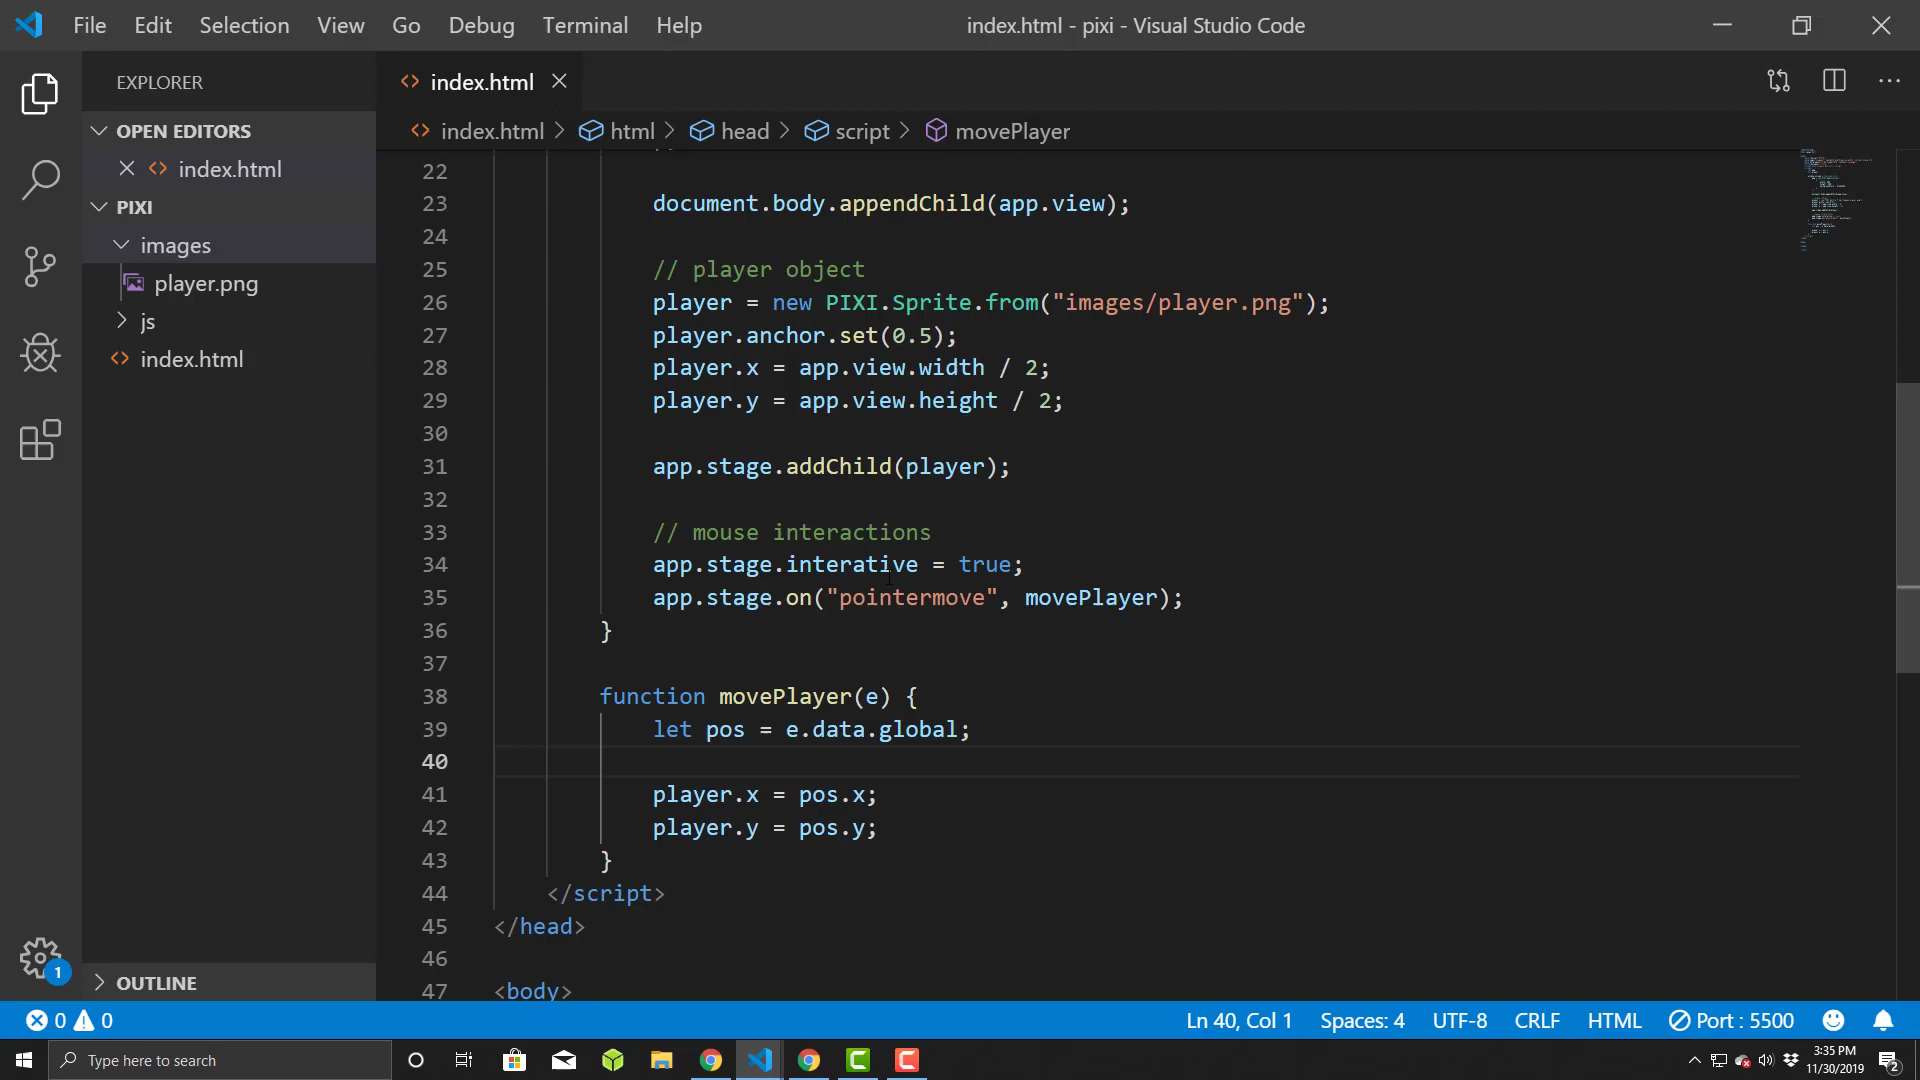 File Edit Selection View Go Debug Terminal Help index.html - pixi - Visual Studio Code
EXPLORER
OPEN EDITORS
index.html
PIXI
images
player.png
js
index.html
OUTLINE
index.html
index.html > html > head > script > movePlayer
22
23 document.body.appendChild(app.view);
24
25 // player object
26 player = new PIXI.Sprite.from("images/player.png");
27 player.anchor.set(0.5);
28 player.x = app.view.width / 2;
29 player.y = app.view.height / 2;
30
31 app.stage.addChild(player);
32
33 // mouse interactions
34 app.stage.interative = true;
35 app.stage.on("pointermove", movePlayer);
36 }
37
38 function movePlayer(e) {
39 let pos = e.data.global;
40
41 player.x = pos.x;
42 player.y = pos.y;
43 }
44 </script>
45 </head>
46
47 <body>
1
0 0 Ln 40, Col 1 Spaces: 4 UTF-8 CRLF HTML Port : 5500
Type here to search
3:35 PM
11/30/2019
2